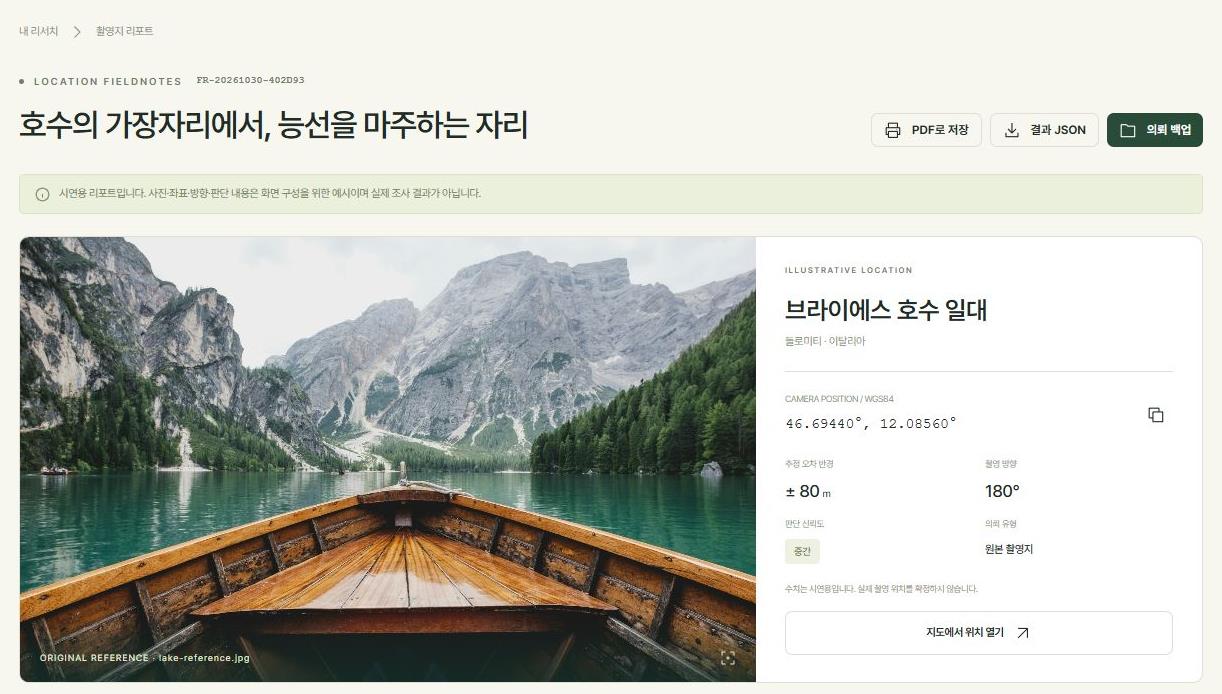 내 리서치
촬영지 리포트
LOCATION FIELDNOTES FR-20261030-402D93
호수의 가장자리에서, 능선을 마주하는 자리
PDF로 저장
결과 JSON
의뢰 백업
시연용 리포트입니다. 사진·좌표·방향·판단 내용은 화면 구성을 위한 예시이며 실제 조사 결과가 아닙니다.
ORIGINAL REFERENCE · lake-reference.jpg
ILLUSTRATIVE LOCATION
브라이에스 호수 일대
돌로미티 · 이탈리아
CAMERA POSITION / WGS84
46.69440°, 12.08560°
추정 오차 반경
± 80 m
촬영 방향
180°
판단 신뢰도
중간
의뢰 유형
원본 촬영지
수치는 시연용입니다. 실제 촬영 위치를 확정하지 않습니다.
지도에서 위치 열기